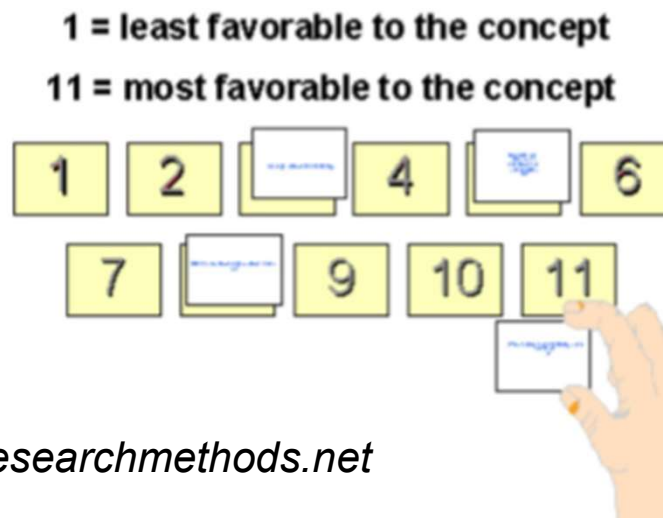 1 = least favorable to the concept
11 = most favorable to the concept
1 2 4 6
7 9 10 11
esearchmethods.net